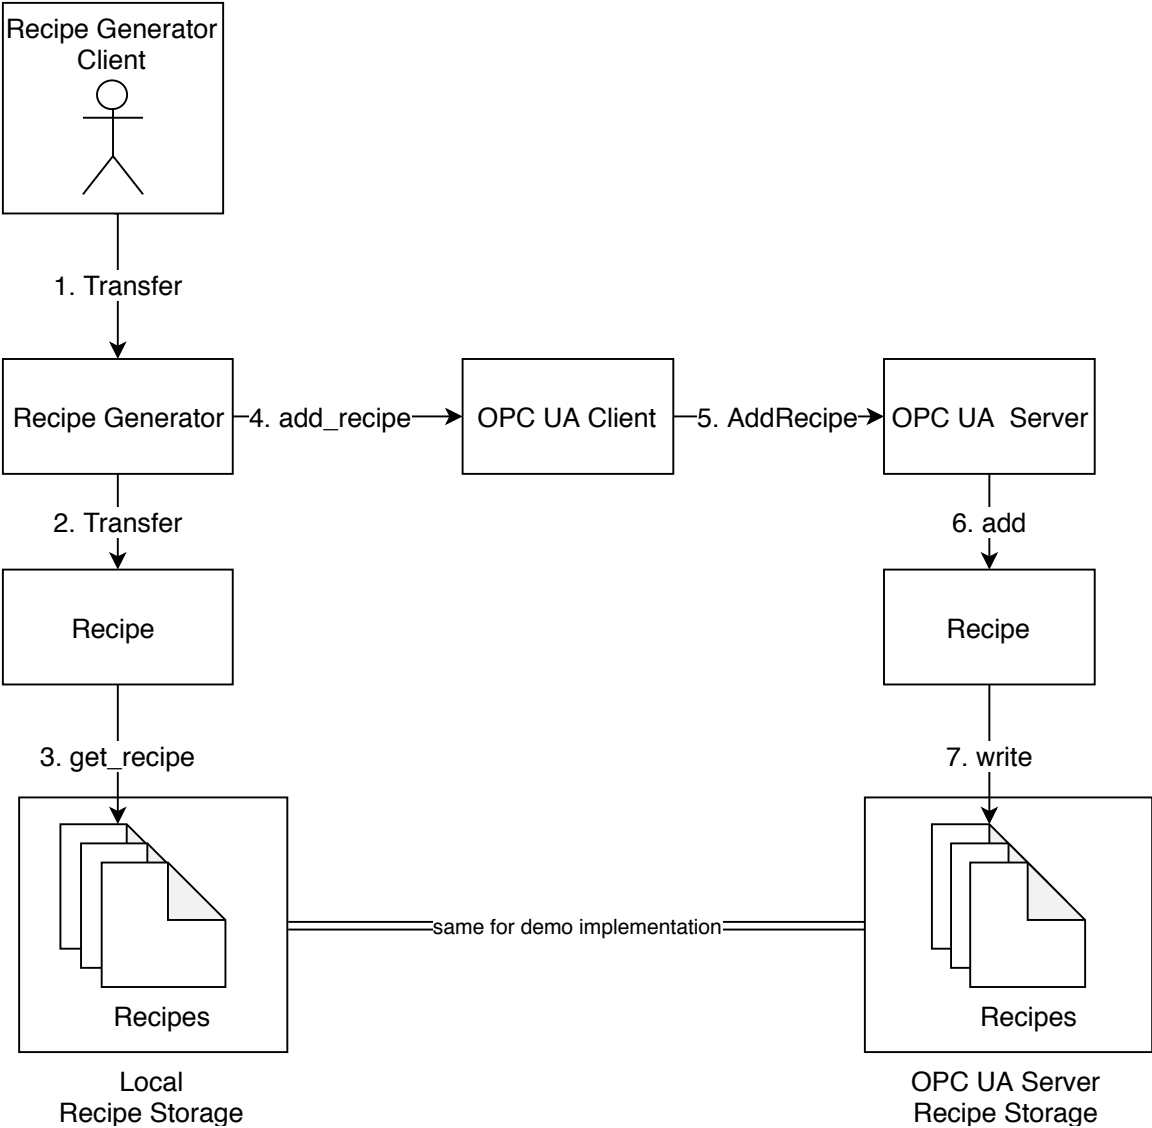 Recipe Generator
Client
1. Transfer
Recipe Generator
4. add_recipe
OPC UA Client
5. AddRecipe
OPC UA  Server
2. Transfer
6. add
Recipe
Recipe
3. get_recipe
7. write
same for demo implementation
Recipes
Recipes
Local
Recipe Storage
OPC UA Server
Recipe Storage